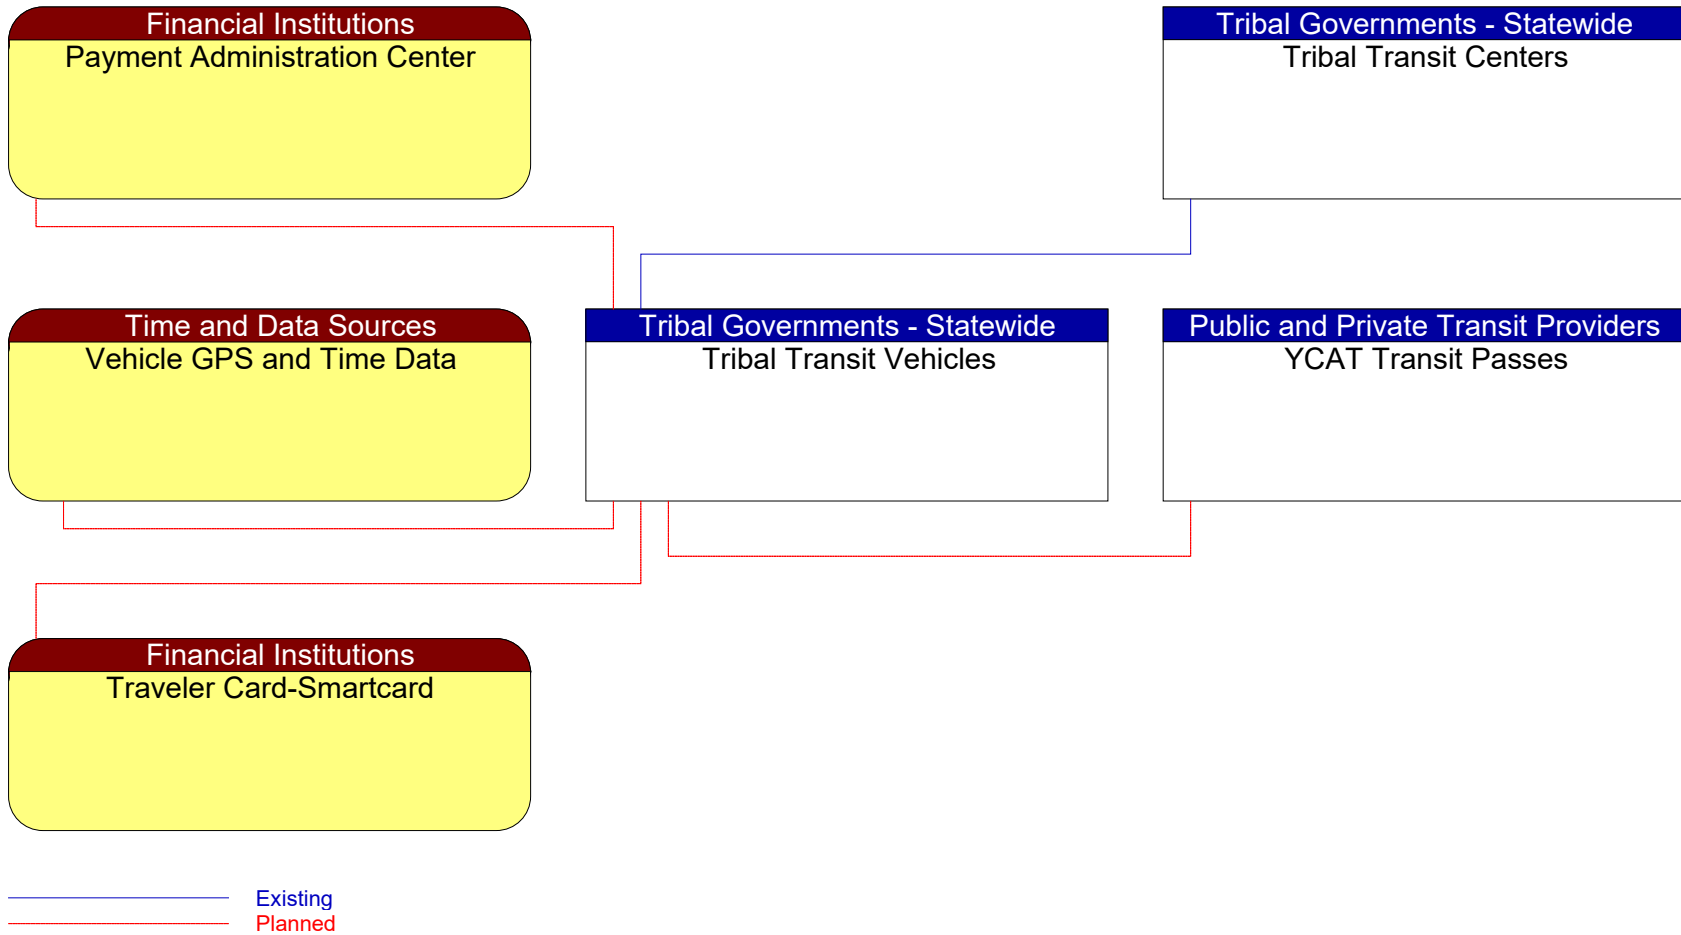 Financial Institutions
Payment Administration Center
Tribal Governments - Statewide
Tribal Transit Centers
Time and Data Sources
Vehicle GPS and Time Data
Tribal Governments - Statewide
Tribal Transit Vehicles
Public and Private Transit Providers
YCAT Transit Passes
Financial Institutions
Traveler Card-Smartcard
Existing
Planned